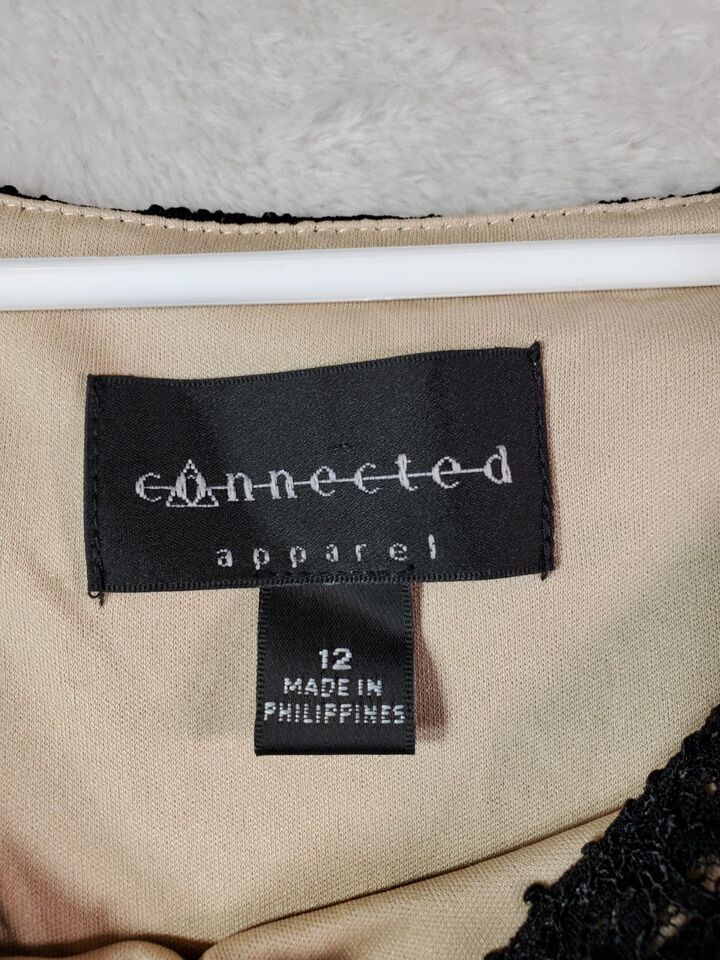 connected
apparel
12
MADE IN
PHILIPPINES